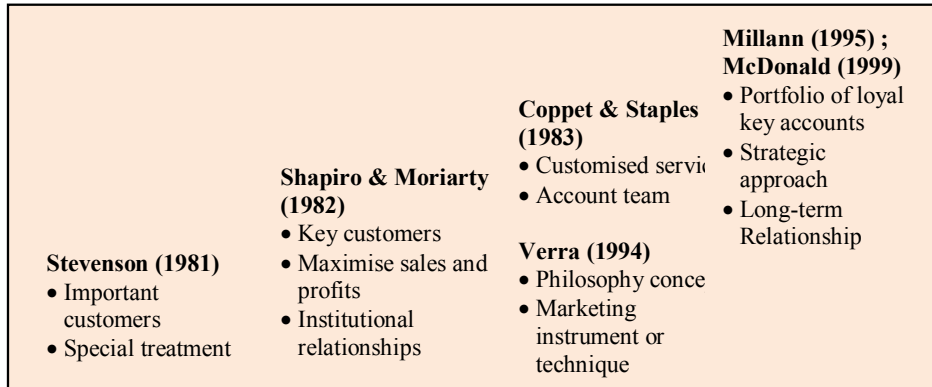 Stevenson (1981)
• Important
customers
• Special treatment
Shapiro & Moriarty
(1982)
• Key customers
• Maximise sales and
profits
• Institutional
relationships
Coppet & Staples
(1983)
• Customised
• Account team
Verra (1994)
• Philosophy
• Marketing
instrument or
technique
Millann (1995) ;
McDonald (1999)
• Portfolio of loyal
key accounts
• Strategic
approach
• Long-term
Relationship